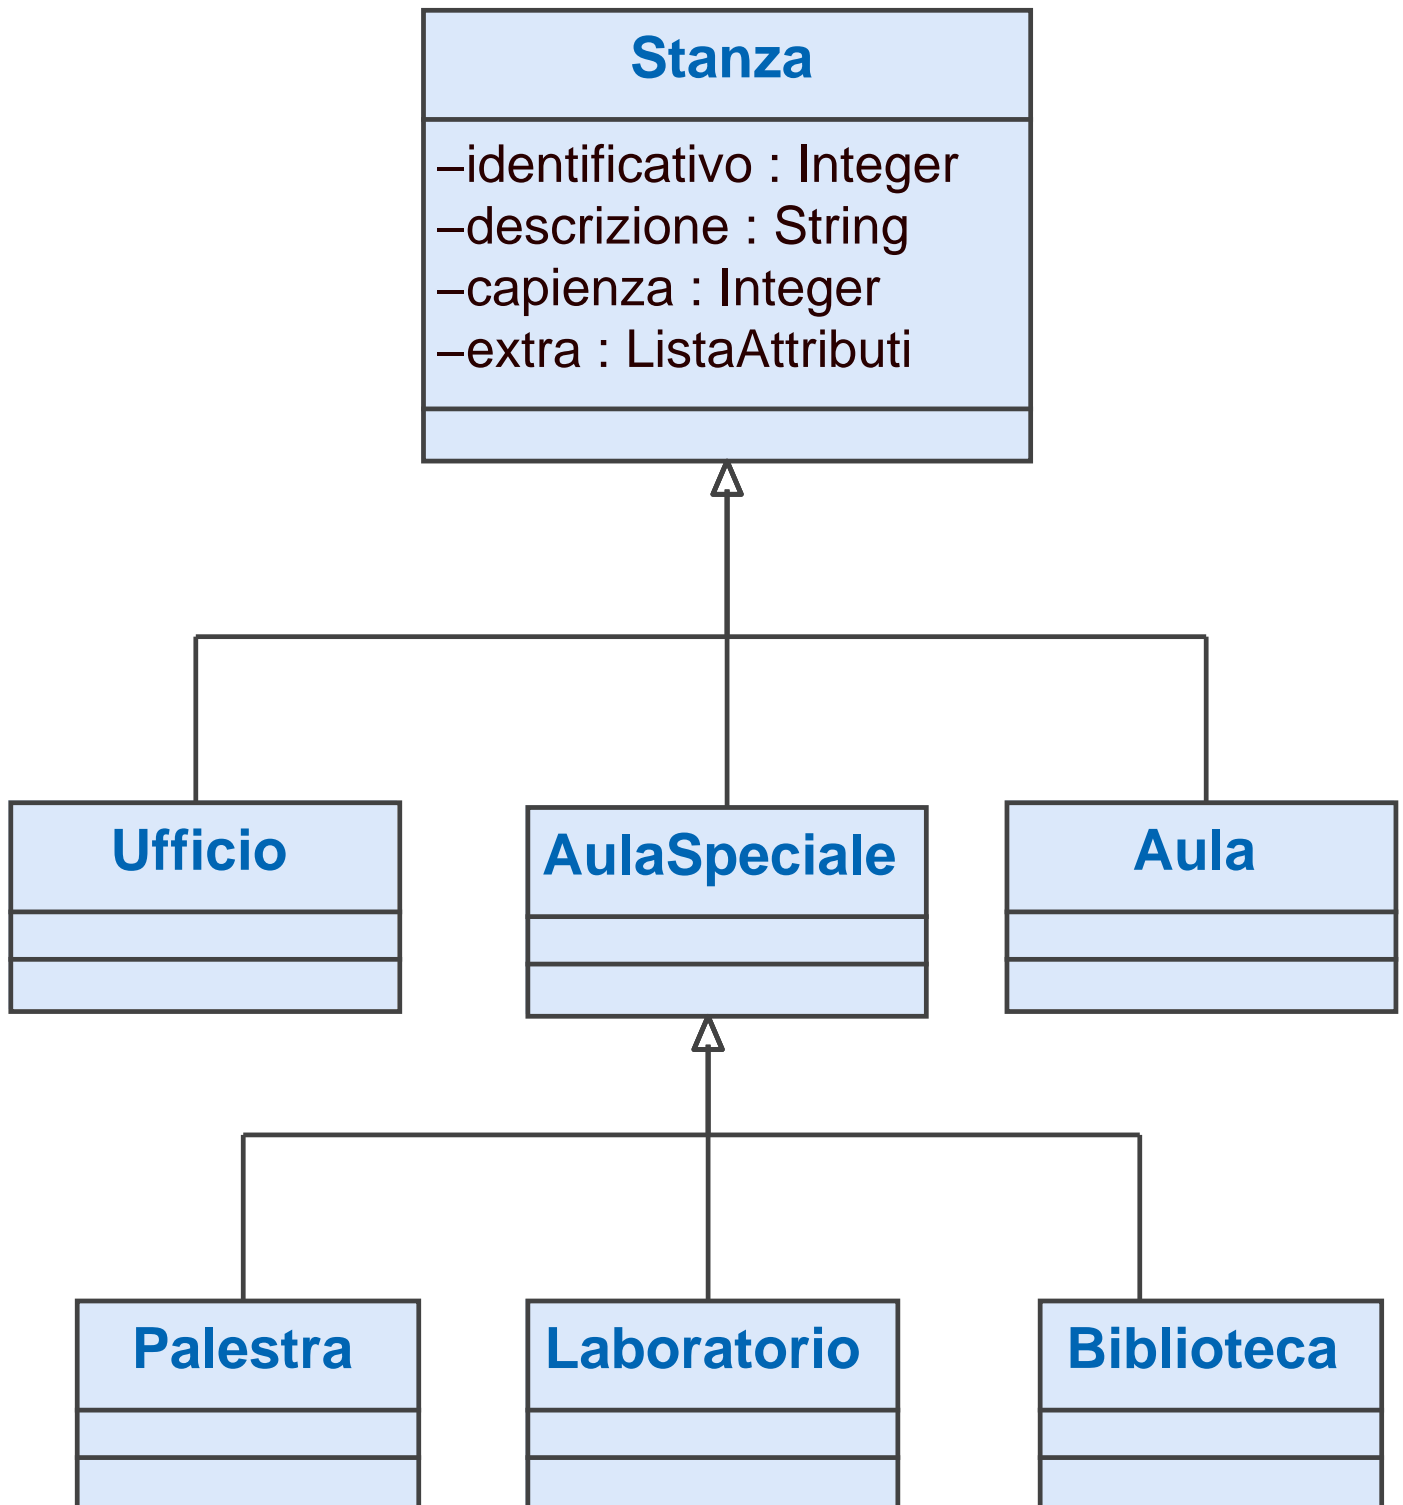 Stanza
–identificativo : Integer
–descrizione : String
–capienza : Integer
–extra : ListaAttributi
Ufficio
AulaSpeciale
Aula
Palestra
Laboratorio
Biblioteca